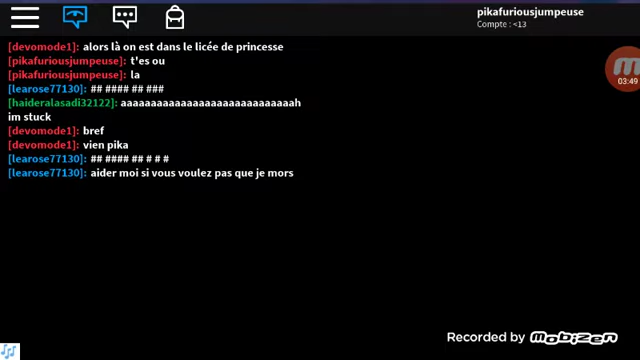 pikafuriousjumpeuse
Compte : <13
[devomode1]: alors là on est dans le licée de princesse
[pikafuriousjumpeuse]: t'es ou
[pikafuriousjumpeuse]: la
[learose77130]: ## #### ## ###
[haideralasadi32122]: aaaaaaaaaaaaaaaaaaaaaaaaaaaaah
im stuck
[devomode1]: bref
[devomode1]: vien pika
[learose77130]: ## #### ## # # #
[learose77130]: aider moi si vous voulez pas que je mors
03:49
Recorded by mobizen